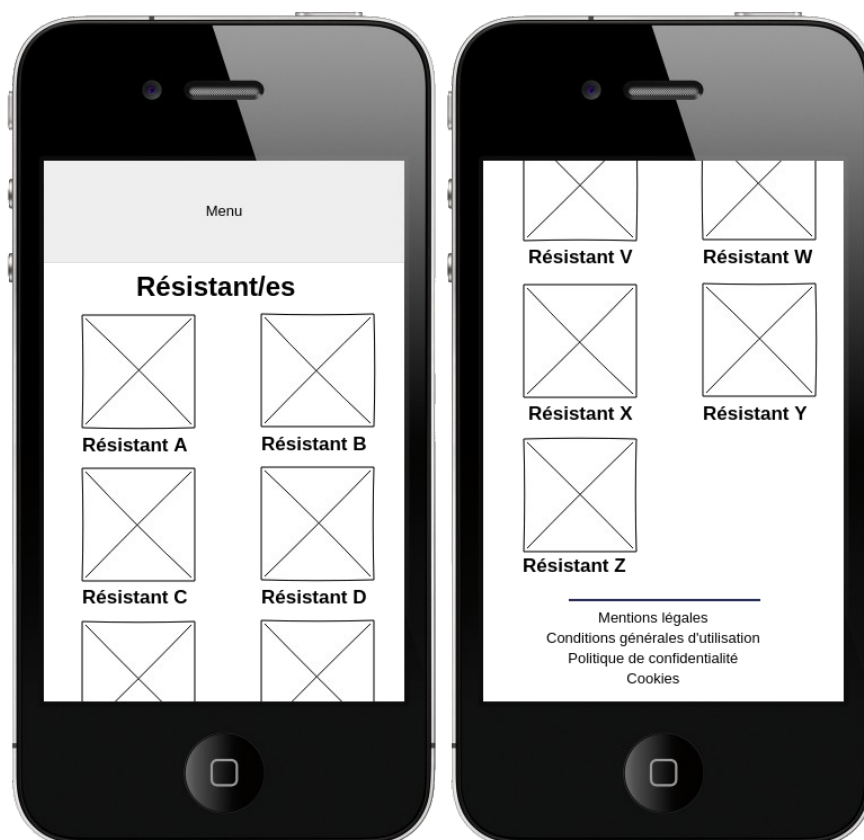 Menu
Résistant/es
Résistant A
Résistant B
Résistant C
Résistant D
Résistant V
Résistant W
Résistant X
Résistant Y
Résistant Z
Mentions légales
Conditions générales d'utilisation
Politique de confidentialité
Cookies